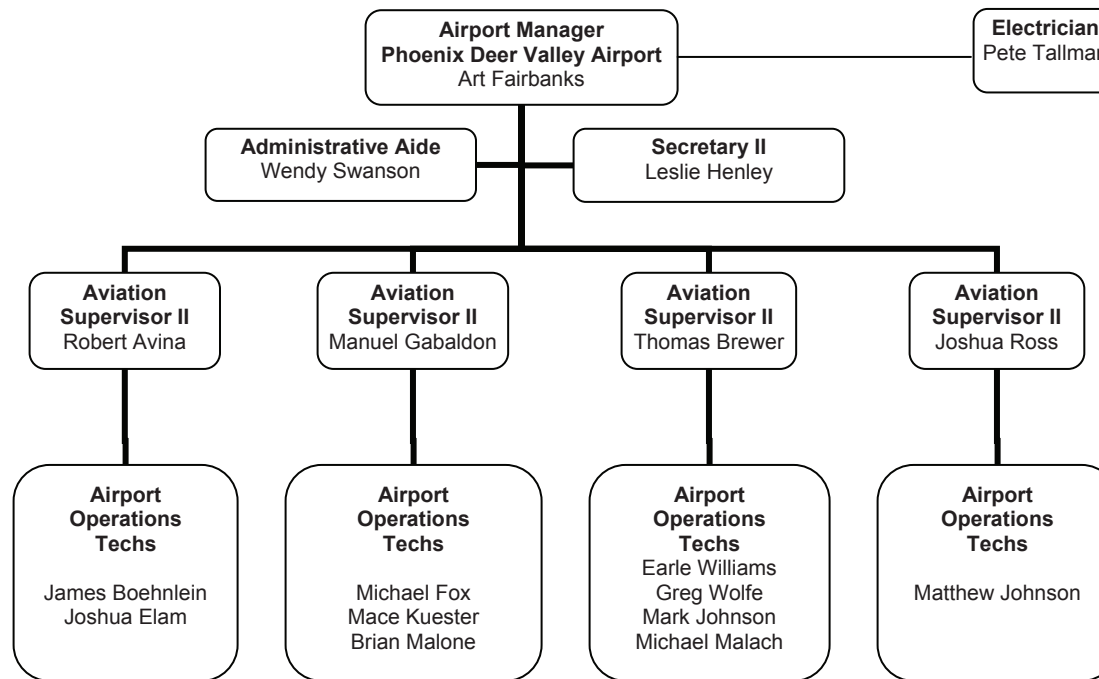 Airport Manager
Phoenix Deer Valley Airport
Art Fairbanks
Electrician
Pete Tallman
Administrative Aide
Wendy Swanson
Secretary II
Leslie Henley
Aviation
Supervisor II
Robert Avina
Aviation
Supervisor II
Manuel Gabaldon
Aviation
Supervisor II
Thomas Brewer
Aviation
Supervisor II
Joshua Ross
Airport
Operations
Techs
James Boehnlein
Joshua Elam
Airport
Operations
Techs
Michael Fox
Mace Kuester
Brian Malone
Airport
Operations
Techs
Earle Williams
Greg Wolfe
Mark Johnson
Michael Malach
Airport
Operations
Techs
Matthew Johnson